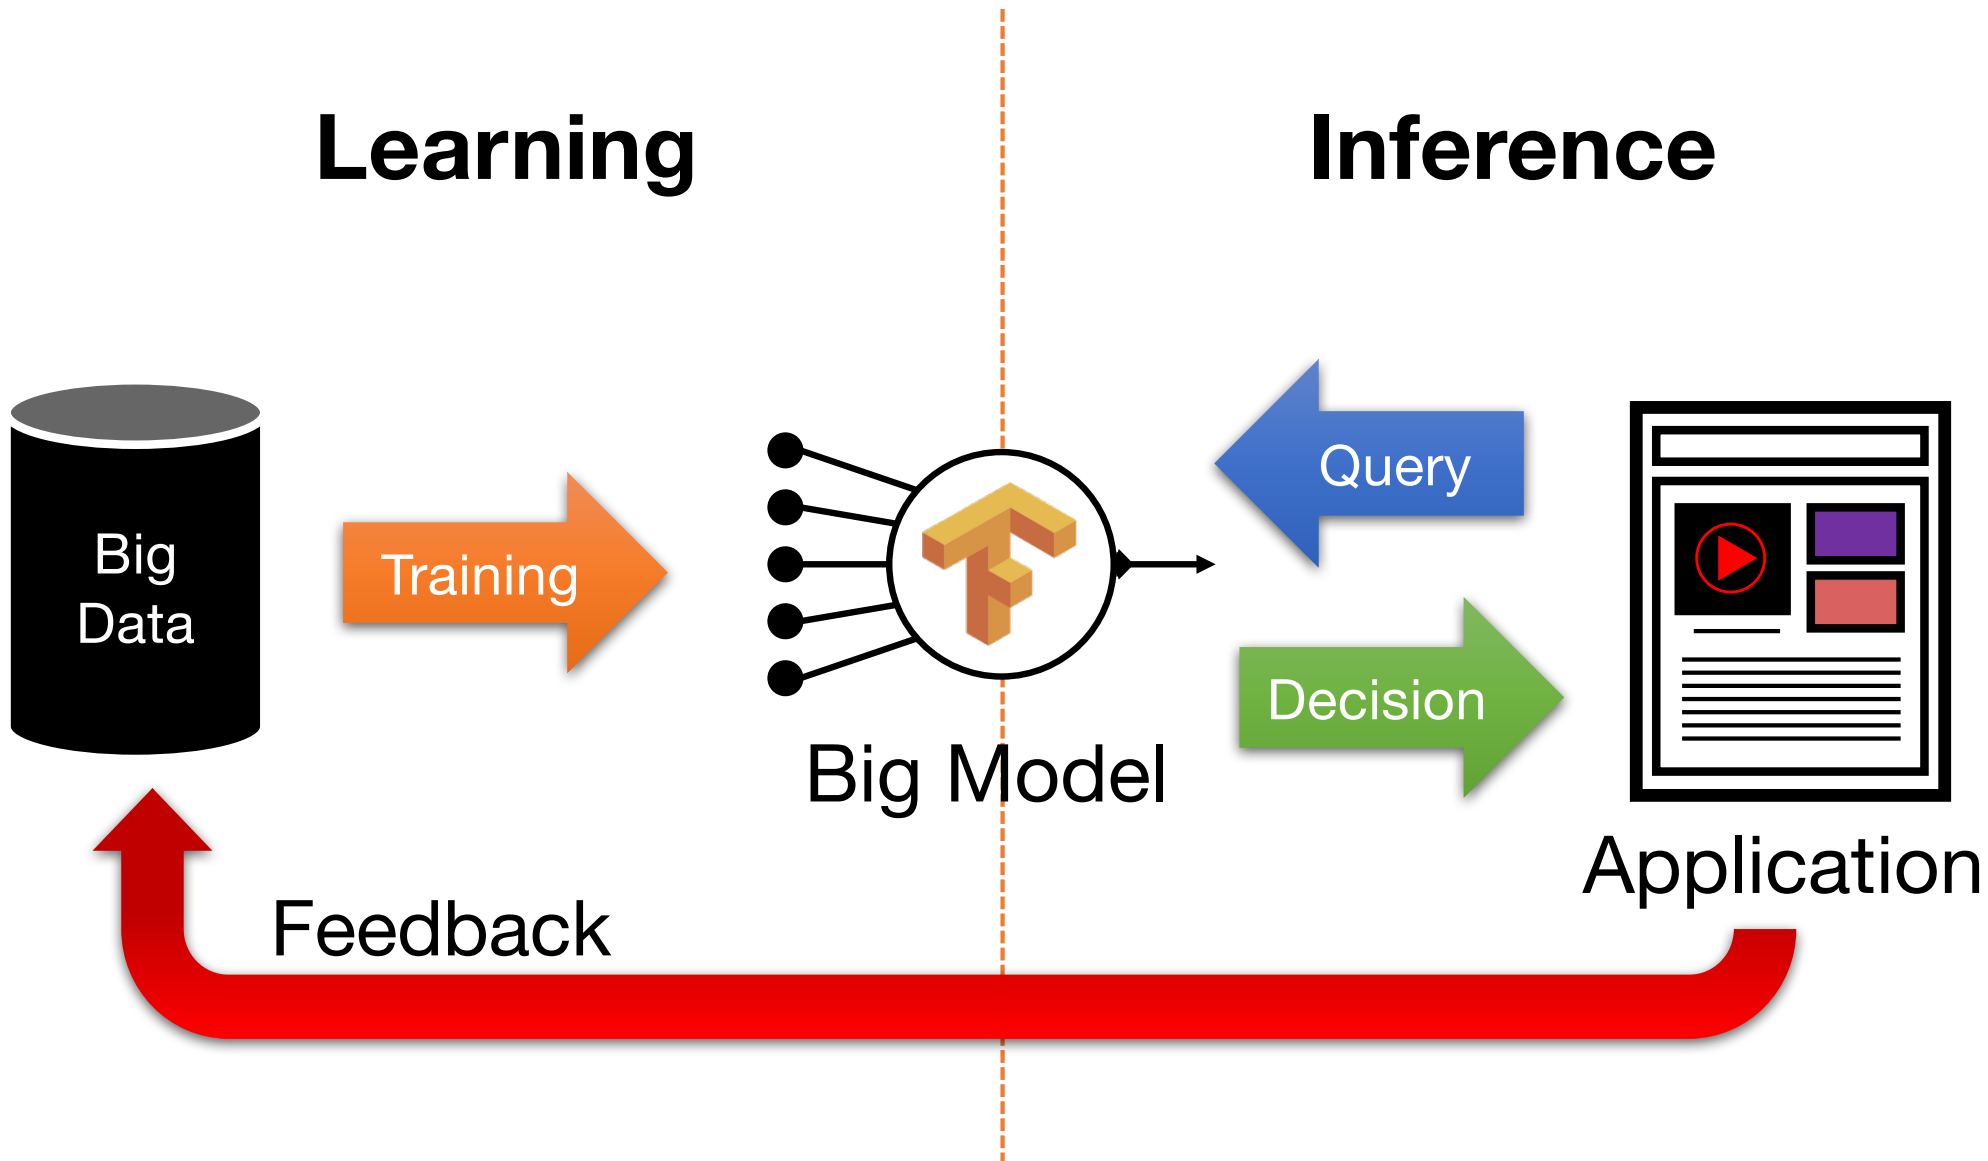 Learning
Inference
Big
Data
Training
Query
Decision
Big Model
Application
Feedback